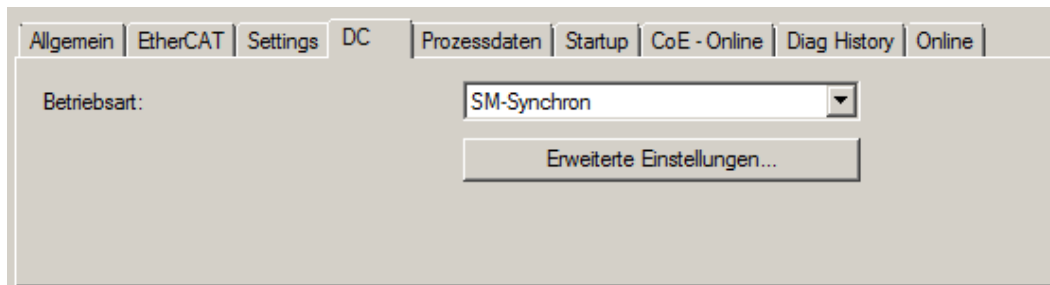 Allgemein EtherCAT Settings DC Prozessdaten Startup CoE - Online Diag History Online
Betriebsart: SM-Synchron
Erweiterte Einstellungen...